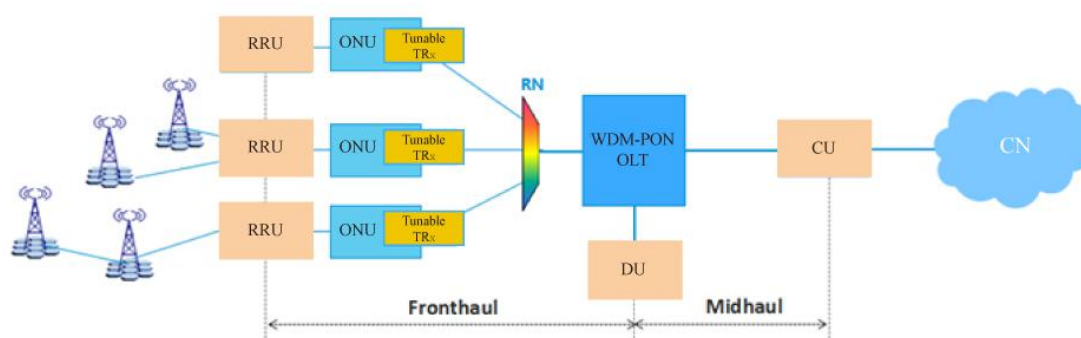 RRU
ONU
Tunable
TRx
RN
RRU
ONU
Tunable
TRx
WDM-PON
OLT
CU
CN
RRU
ONU
Tunable
TRx
DU
Fronthaul
Midhaul